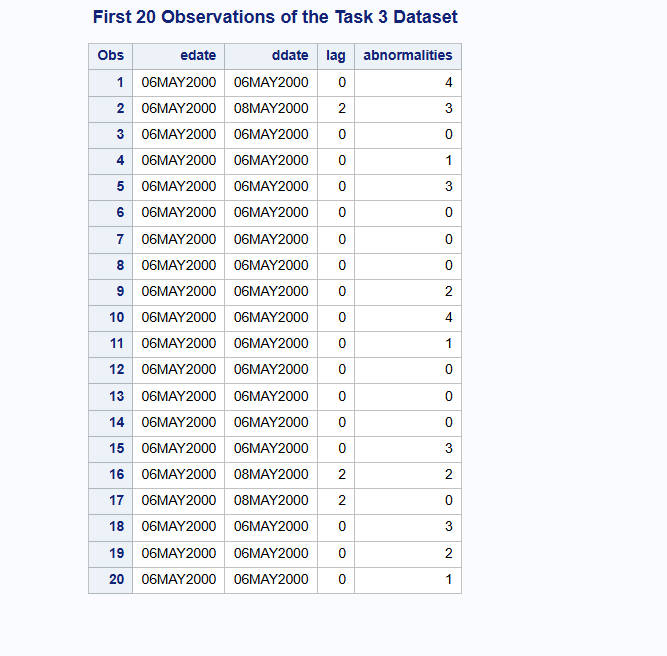 First 20 Observations of the Task 3 Dataset
Obs edate ddate lag abnormalities
1 06MAY2000 06MAY2000 0 4
2 06MAY2000 08MAY2000 2 3
3 06MAY2000 06MAY2000 0 0
4 06MAY2000 06MAY2000 0 1
5 06MAY2000 06MAY2000 0 3
6 06MAY2000 06MAY2000 0 0
7 06MAY2000 06MAY2000 0 0
8 06MAY2000 06MAY2000 0 0
9 06MAY2000 06MAY2000 0 2
10 06MAY2000 06MAY2000 0 4
11 06MAY2000 06MAY2000 0 1
12 06MAY2000 06MAY2000 0 0
13 06MAY2000 06MAY2000 0 0
14 06MAY2000 06MAY2000 0 0
15 06MAY2000 06MAY2000 0 3
16 06MAY2000 08MAY2000 2 2
17 06MAY2000 08MAY2000 2 0
18 06MAY2000 06MAY2000 0 3
19 06MAY2000 06MAY2000 0 2
20 06MAY2000 06MAY2000 0 1